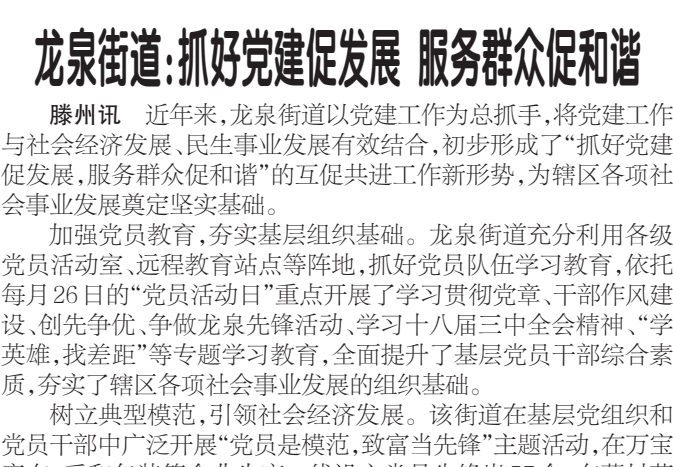 龙泉街道:抓好党建促发展 服务群众促和谐
滕州讯 近年来,龙泉街道以党建工作为总抓手,将党建工作
与社会经济发展、民生事业发展有效结合,初步形成了“抓好党建
促发展,服务群众促和谐”的互促共进工作新形势,为辖区各项社
会事业发展奠定坚实基础。
加强党员教育,夯实基层组织基础。龙泉街道充分利用各级
党员活动室、远程教育站点等阵地,抓好党员队伍学习教育,依托
每月26日的“党员活动日”重点开展了学习贯彻党章、干部作风建
设、创先争优、争做龙泉先锋活动、学习十八届三中全会精神、“学
英雄,找差距”等专题学习教育,全面提升了基层党员干部综合素
质,夯实了辖区各项社会事业发展的组织基础。
树立典型模范,引领社会经济发展。该街道在基层党组织和
党员干部中广泛开展“党员是模范,致富当先锋”主题活动,在万宝